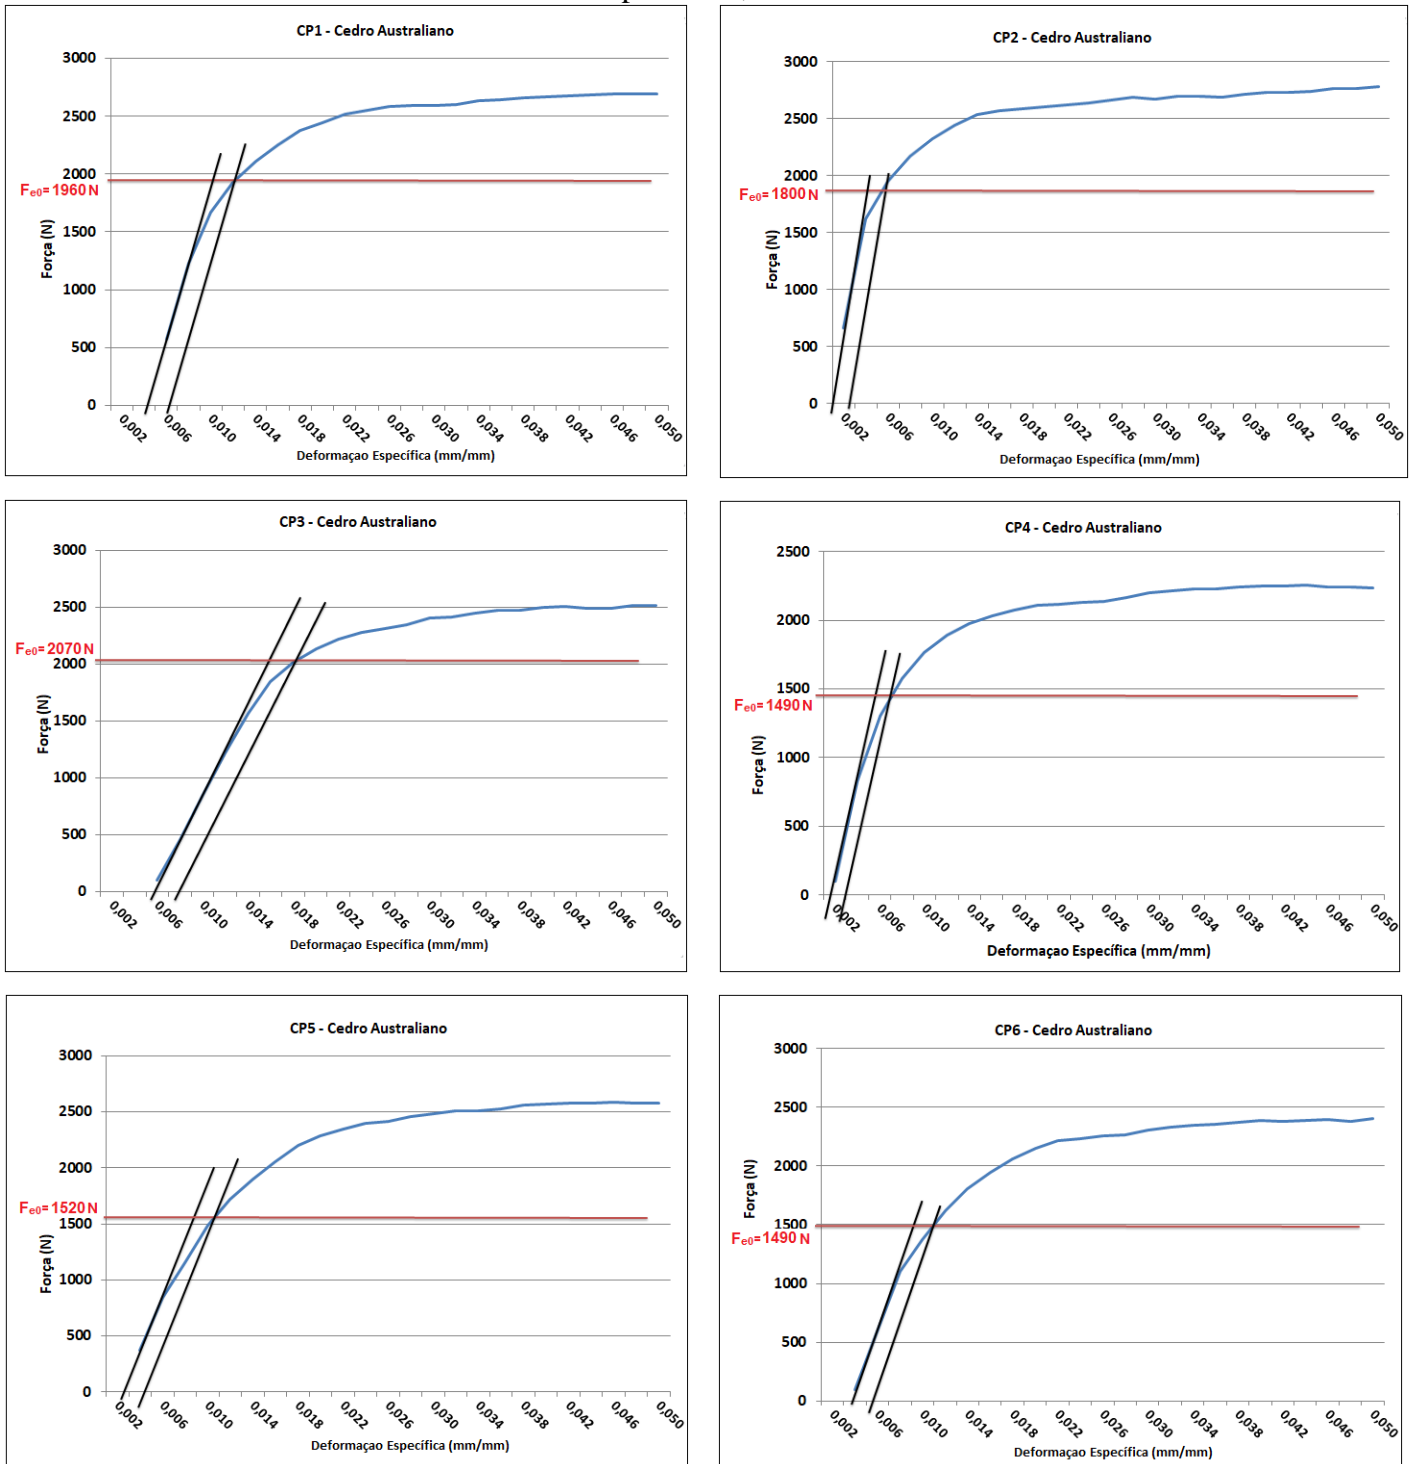 CP1 - Cedro Australiano
3000
2500
2000
Fe0= 1960 N
1500
1000
500
0
Força (N)
0,002 0,006 0,010 0,014 0,018 0,022 0,026 0,030 0,034 0,038 0,042 0,046 0,050
Deformaçao Específica (mm/mm)
CP2 - Cedro Australiano
3000
2500
2000
Fe0= 1800 N
1500
1000
500
0
Força (N)
0,002 0,006 0,010 0,014 0,018 0,022 0,026 0,030 0,034 0,038 0,042 0,046 0,050
Deformaçao Específica (mm/mm)
CP3 - Cedro Australiano
3000
2500
Fe0= 2070 N
2000
1500
1000
500
0
Força (N)
0,002 0,006 0,010 0,014 0,018 0,022 0,026 0,030 0,034 0,038 0,042 0,046 0,050
Deformaçao Específica (mm/mm)
CP4 - Cedro Australiano
2500
2000
1500
Fe0= 1490 N
1000
500
0
Força (N)
0,002 0,006 0,010 0,014 0,018 0,022 0,026 0,030 0,034 0,038 0,042 0,046 0,050
Deformaçao Específica (mm/mm)
CP5 - Cedro Australiano
3000
2500
2000
Fe0= 1520 N
1500
1000
500
0
Força (N)
0,002 0,006 0,010 0,014 0,018 0,022 0,026 0,030 0,034 0,038 0,042 0,046 0,050
Deformaçao Específica (mm/mm)
CP6 - Cedro Australiano
3000
2500
2000
1500
Fe0= 1490 N
1000
500
0
Força (N)
0,002 0,006 0,010 0,014 0,018 0,022 0,026 0,030 0,034 0,038 0,042 0,046 0,050
Deformaçao Específica (mm/mm)